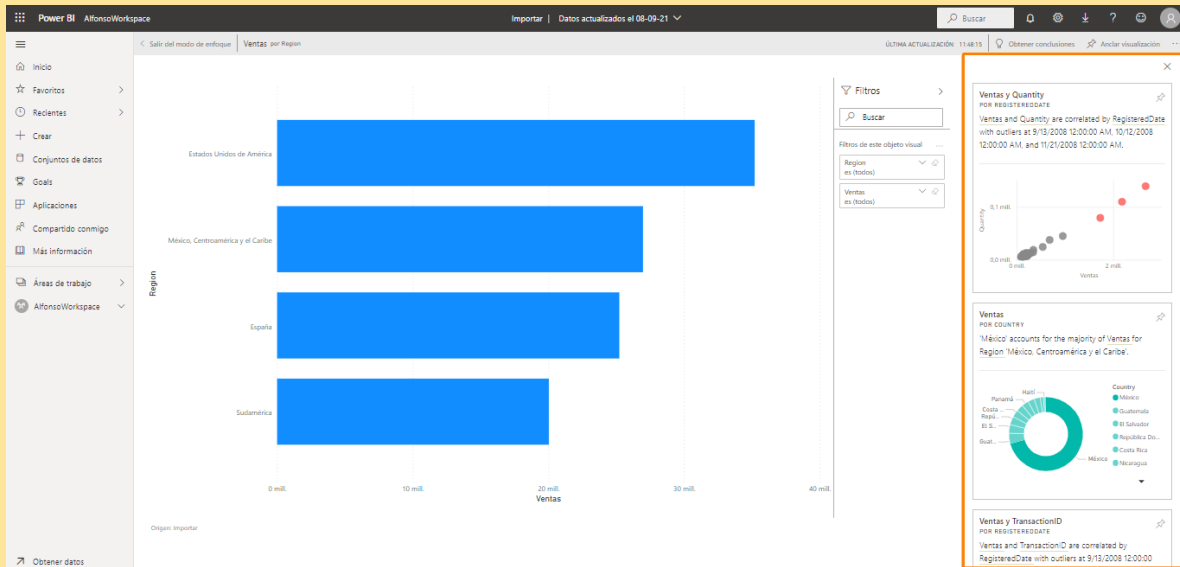 Power BI AlfonsoWorkspace
Importar | Datos actualizados el 08-09-21
Buscar
?
Salir del modo de enfoque
Ventas por Region
ÚLTIMA ACTUALIZACIÓN: 11:48:15
Obtener conclusiones
Anclar visualización
...
Inicio
Favoritos
Recientes
Crear
Conjuntos de datos
Goals
Aplicaciones
Compartido conmigo
Más información
Áreas de trabajo
AlfonsoWorkspace
Obtener datos
Region
Estados Unidos de América
México, Centroamérica y el Caribe
España
Sudamérica
0 mill.
10 mill.
20 mill.
30 mill.
40 mill.
Ventas
Origen: Importar
Filtros
Buscar
Filtros de este objeto visual
...
Region
es (todos)
Ventas
es (todos)
Ventas y Quantity
POR REGISTEREDDATE
Ventas and Quantity are correlated by RegisteredDate
with outliers at 9/13/2008 12:00:00 AM, 10/12/2008
12:00:00 AM, and 11/21/2008 12:00:00 AM.
Quantity
0,1 mill.
0,0 mill.
0 mill.
2 mill.
Ventas
Ventas
POR COUNTRY
'México' accounts for the majority of Ventas for
Region 'México, Centroamérica y el Caribe'.
Haití
Panamá
Costa ...
Repú...
El S...
Guat...
México
Country
México
Guatemala
El Salvador
República Do...
Costa Rica
Nicaragua
Ventas y TransactionID
POR REGISTEREDDATE
Ventas and TransactionID are correlated by
RegisteredDate with outliers at 9/13/2008 12:00:00